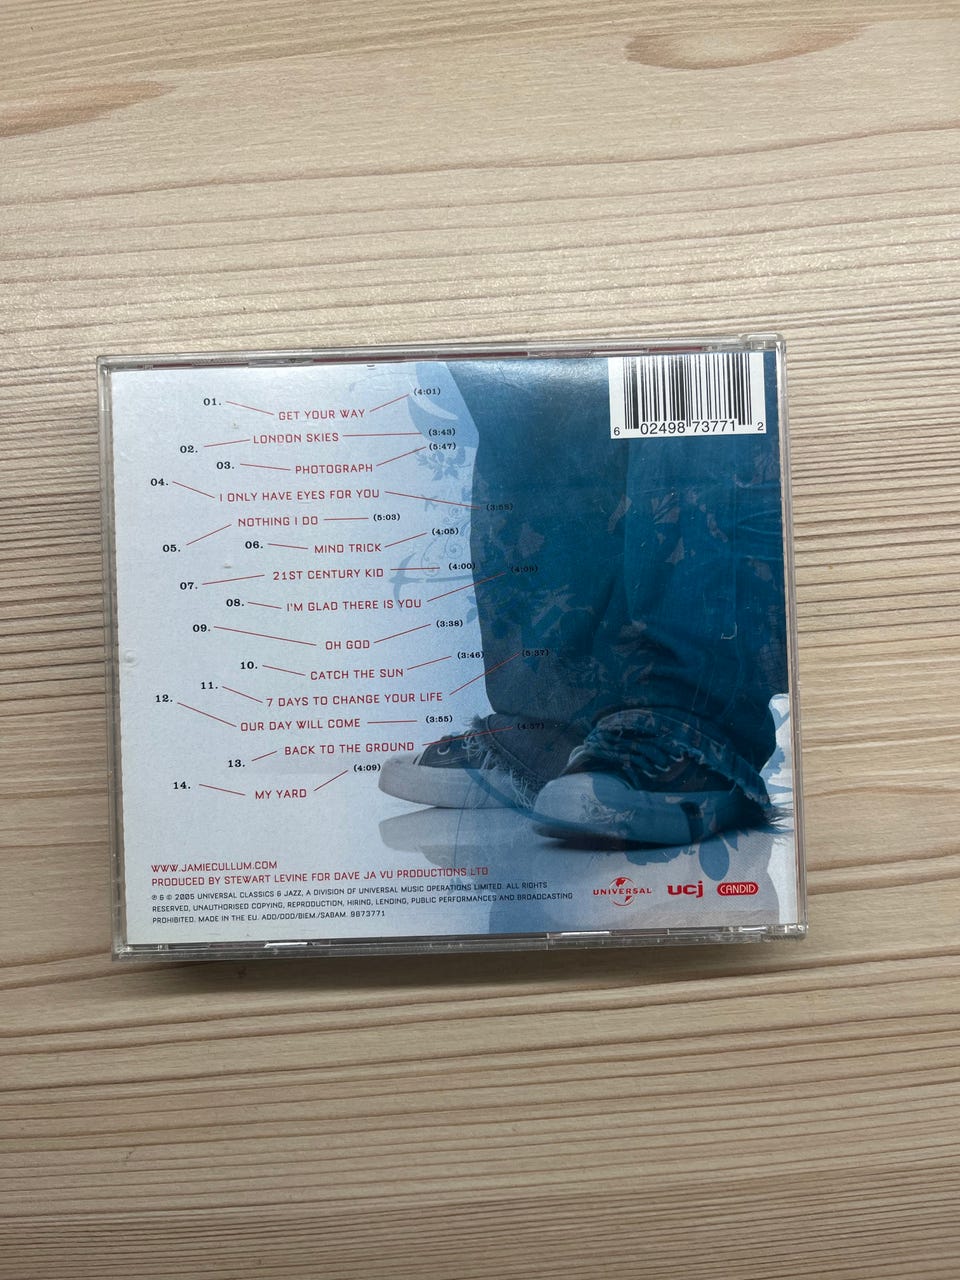 01. GET YOUR WAY (4:01)
02. LONDON SKIES (3:43)
03. PHOTOGRAPH (5:47)
04. I ONLY HAVE EYES FOR YOU
05. NOTHING I DO (5:03)
06. MIND TRICK (4:05)
07. 21ST CENTURY KID (4:00)
08. I'M GLAD THERE IS YOU
09. OH GOD (3:38)
10. CATCH THE SUN (3:46)
11. 7 DAYS TO CHANGE YOUR LIFE (5:37)
12. OUR DAY WILL COME (3:55)
13. BACK TO THE GROUND (4:57)
14. MY YARD (4:09)
6 02498 73771 2
WWW.JAMIECULLUM.COM
PRODUCED BY STEWART LEVINE FOR DAVE JA VU PRODUCTIONS LTD
℗ & © 2005 UNIVERSAL CLASSICS & JAZZ, A DIVISION OF UNIVERSAL MUSIC OPERATIONS LIMITED. ALL RIGHTS
RESERVED, UNAUTHORISED COPYING, REPRODUCTION, HIRING, LENDING, PUBLIC PERFORMANCES AND BROADCASTING
PROHIBITED. MADE IN THE EU. ADD/DDD/BIEM./SABAM. 9873771
UNIVERSAL ucj CANDID